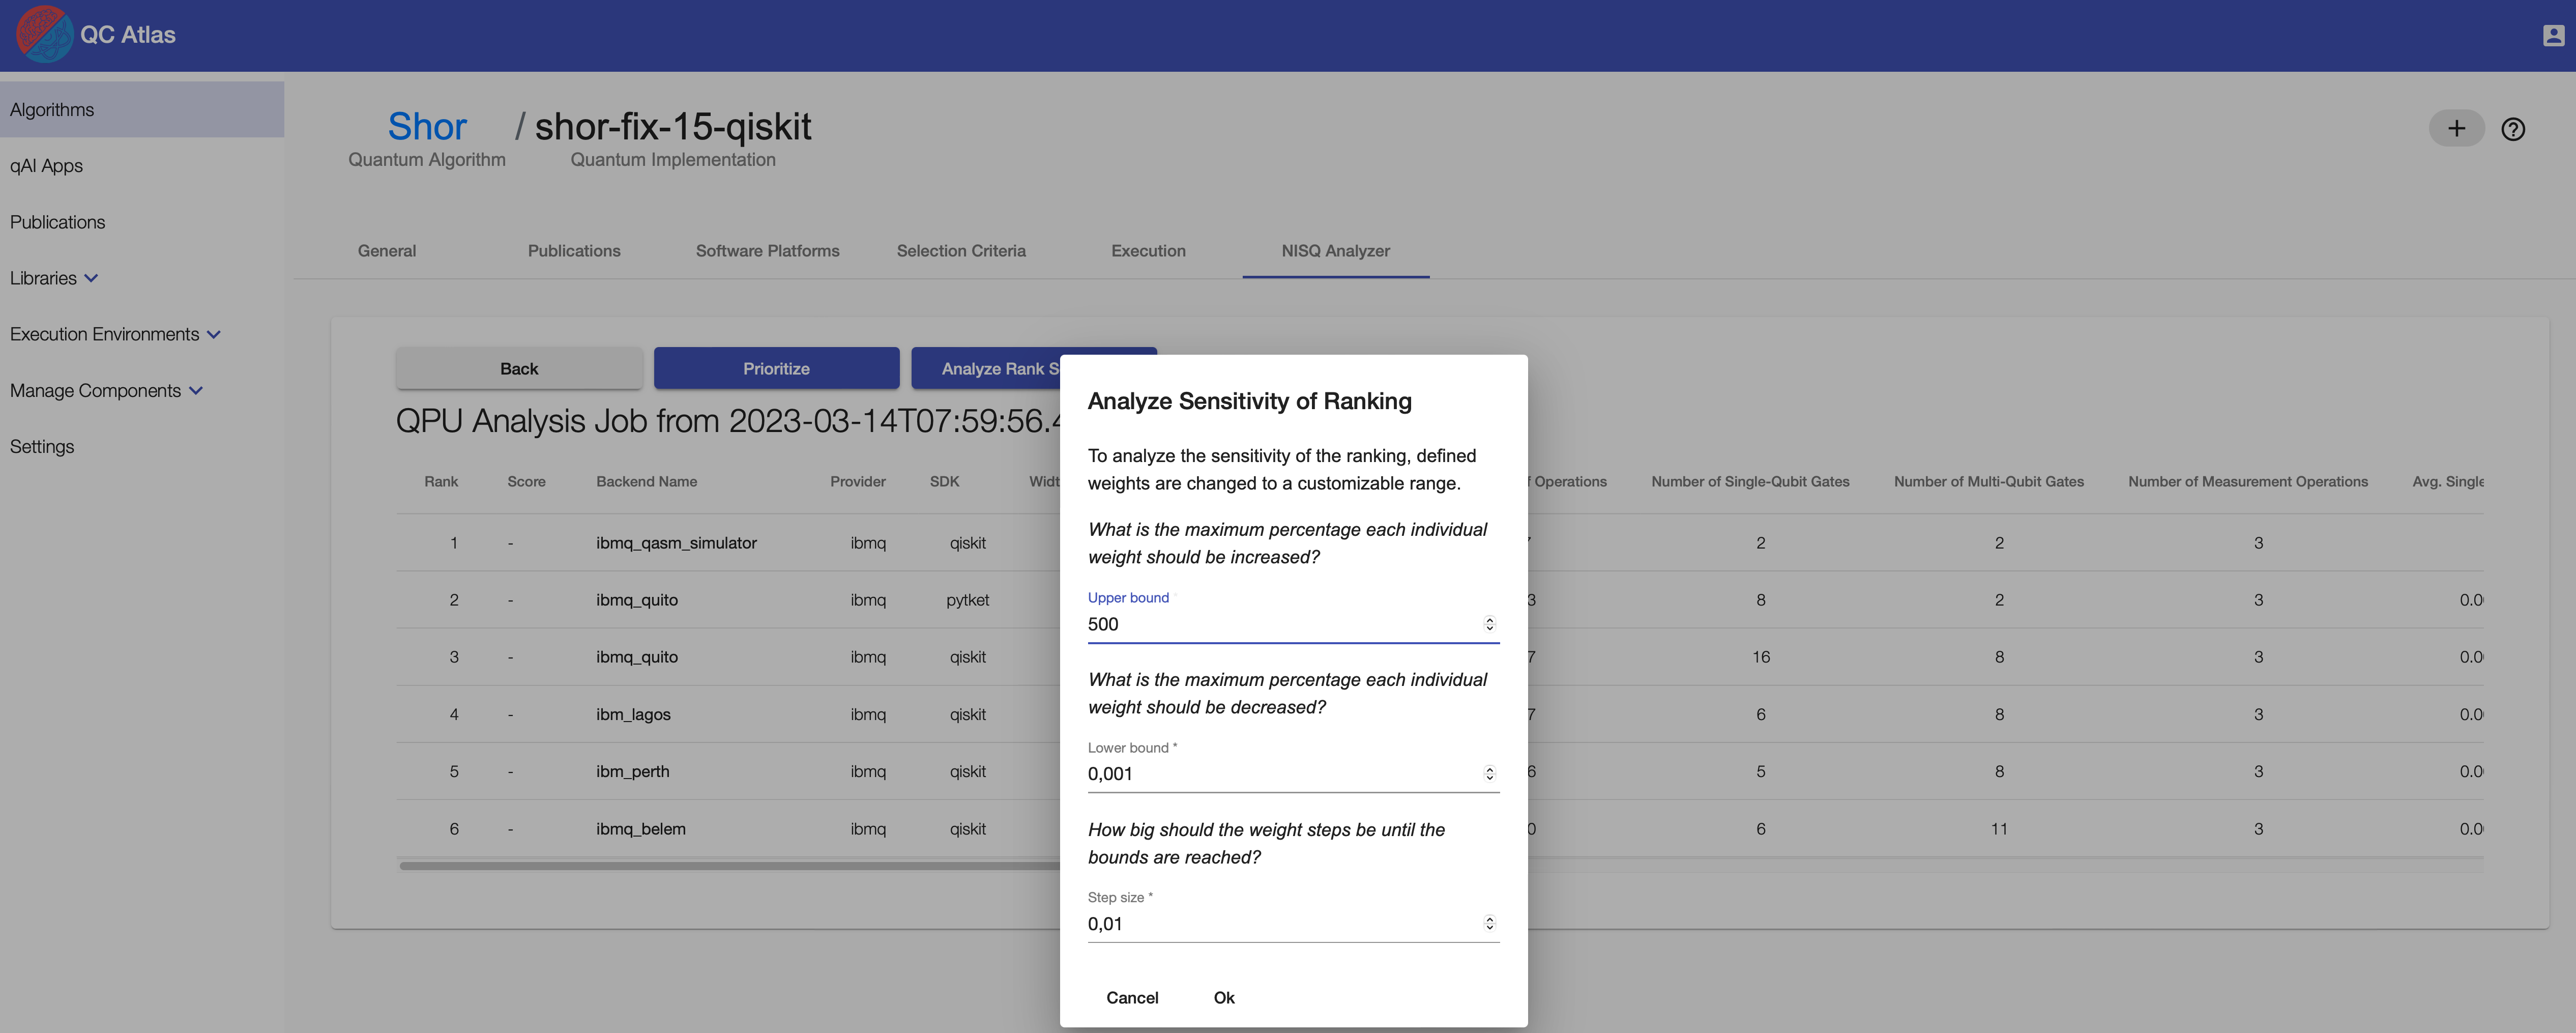 QC Atlas
Algorithms
qAI Apps
Publications
Libraries
Execution Environments
Manage Components
Settings
Shor / shor-fix-15-qiskit
Quantum Algorithm Quantum Implementation
General Publications Software Platforms Selection Criteria Execution NISQ Analyzer
Back Prioritize Analyze Rank S
QPU Analysis Job from 2023-03-14T07:59:56.4
Rank Score Backend Name Provider SDK Widt Operations Number of Single-Qubit Gates Number of Multi-Qubit Gates Number of Measurement Operations Avg. Single
1 - ibmq_qasm_simulator ibmq qiskit 2 2 3
2 - ibmq_quito ibmq pytket 3 8 2 3 0.0
3 - ibmq_quito ibmq qiskit 7 16 8 3 0.0
4 - ibm_lagos ibmq qiskit 7 6 8 3 0.0
5 - ibm_perth ibmq qiskit 6 5 8 3 0.0
6 - ibmq_belem ibmq qiskit 0 6 11 3 0.0
Analyze Sensitivity of Ranking
To analyze the sensitivity of the ranking, defined
weights are changed to a customizable range.
What is the maximum percentage each individual
weight should be increased?
Upper bound *
500
What is the maximum percentage each individual
weight should be decreased?
Lower bound *
0,001
How big should the weight steps be until the
bounds are reached?
Step size *
0,01
Cancel Ok